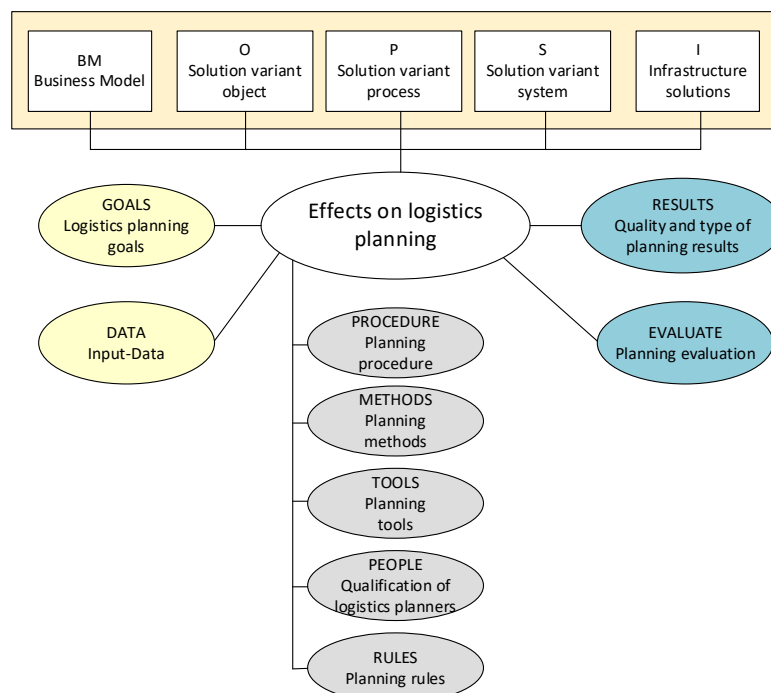 BM
Business Model
O
Solution variant
object
P
Solution variant
process
S
Solution variant
system
I
Infrastructure
solutions
Effects on logistics
planning
GOALS
Logistics planning
goals
DATA
Input-Data
RESULTS
Quality and type of
planning results
EVALUATE
Planning evaluation
PROCEDURE
Planning
procedure
METHODS
Planning
methods
TOOLS
Planning
tools
PEOPLE
Qualification of
logistics planners
RULES
Planning rules